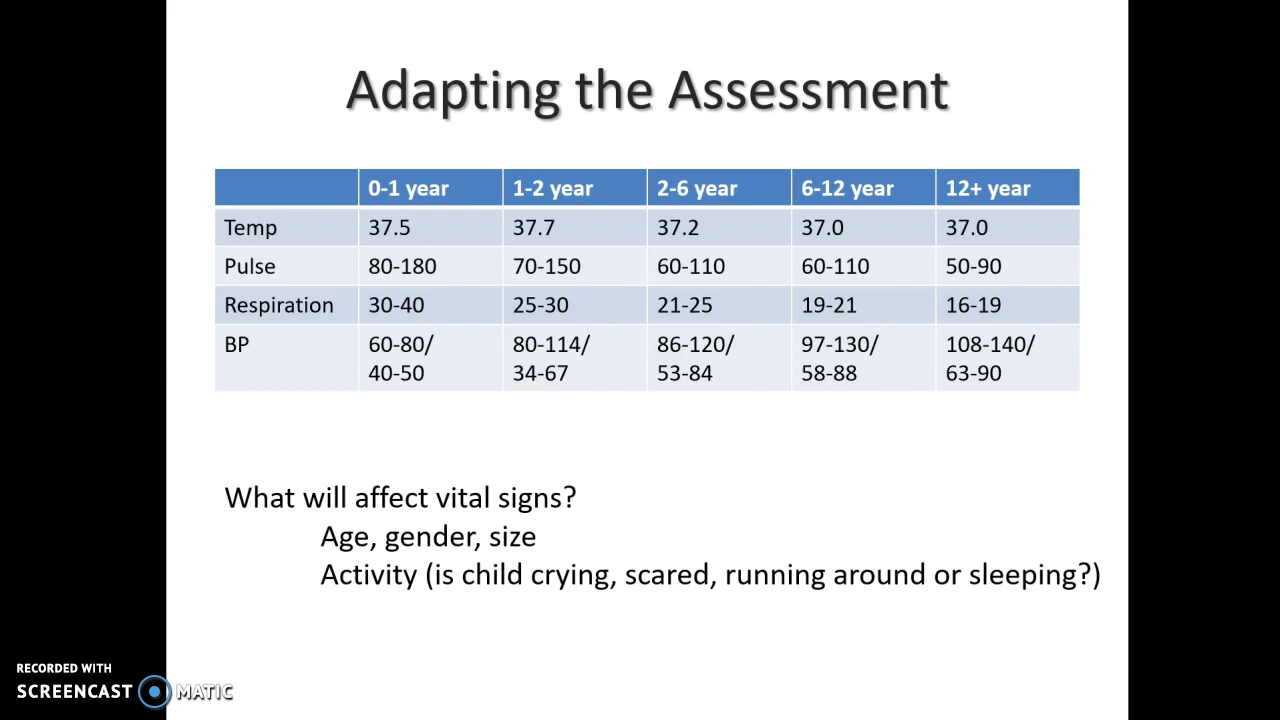 Adapting the Assessment
0-1 year 1-2 year 2-6 year 6-12 year 12+ year
Temp 37.5 37.7 37.2 37.0 37.0
Pulse 80-180 70-150 60-110 60-110 50-90
Respiration 30-40 25-30 21-25 19-21 16-19
BP 60-80/ 80-114/ 86-120/ 97-130/ 108-140/
40-50 34-67 53-84 58-88 63-90
What will affect vital signs?
Age, gender, size
Activity (is child crying, scared, running around or sleeping?)
RECORDED WITH
SCREENCAST MATIC